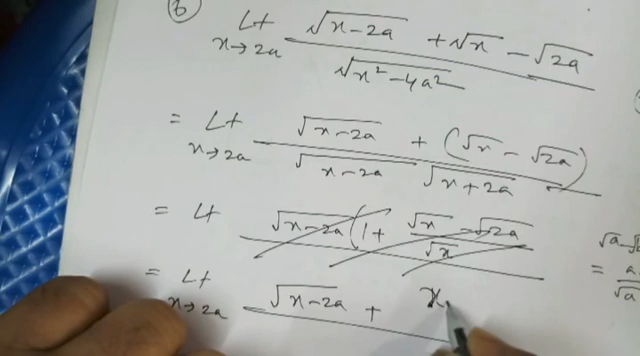 b
Lt x→2a (√(x-2a) + √x - √2a) / √(x² - 4a²)
= Lt x→2a (√(x-2a) + (√x - √2a)) / (√(x-2a) √(x+2a))
= Lt √(x-2a) (1 + (√x - √2a) / √x
= Lt x→2a √(x-2a) + x
√a -
= a / √a